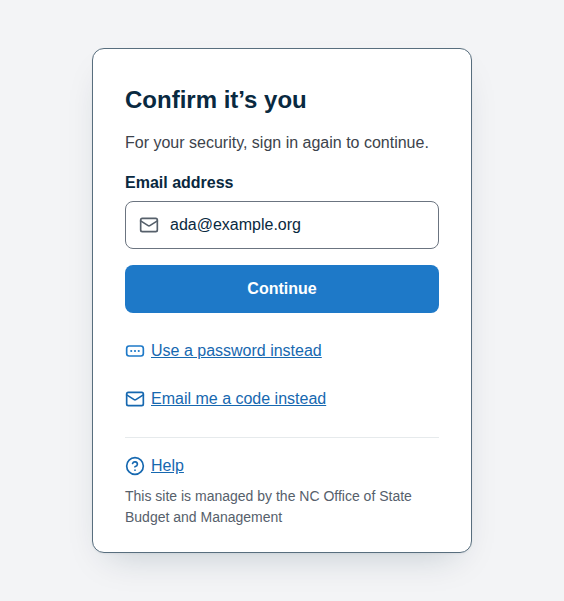 Confirm it’s you
For your security, sign in again to continue.
Email address
ada@example.org
Continue
Use a password instead
Email me a code instead
Help
This site is managed by the NC Office of State
Budget and Management